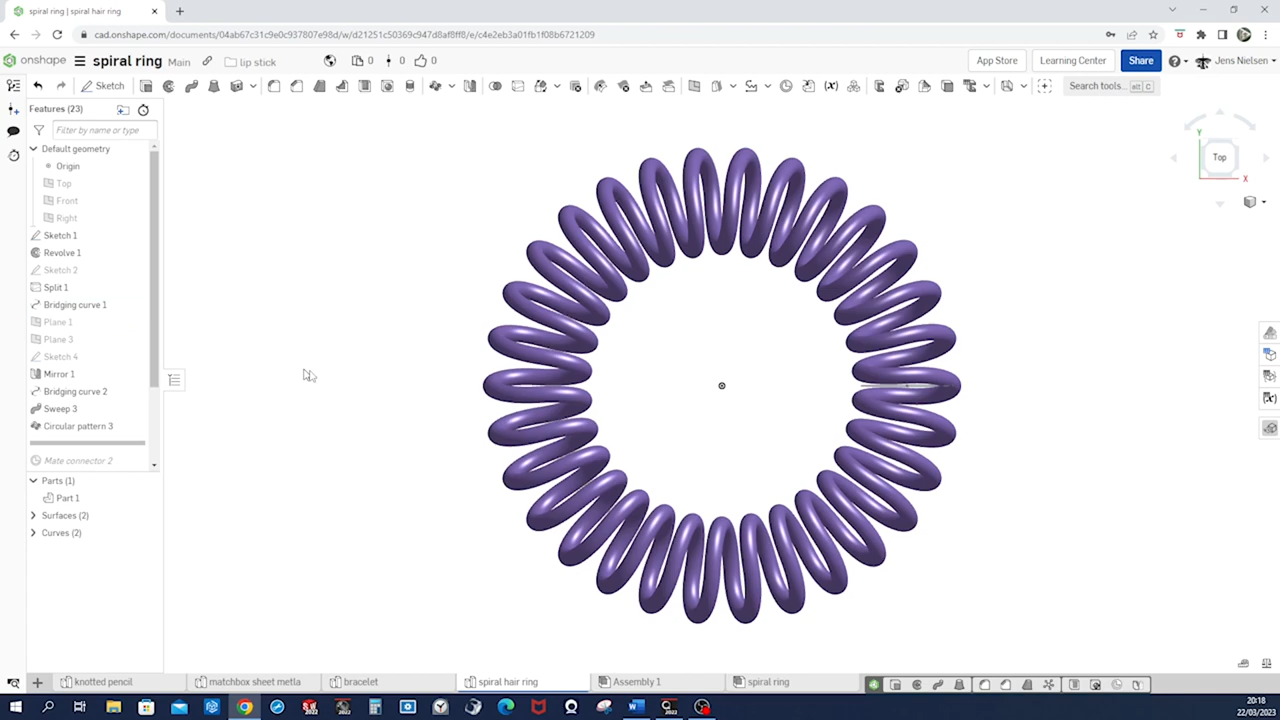 spiral ring | spiral hair ring
cad.onshape.com/documents/04ab67c31c9e0c937807e98d/w/d21251c50369c947d8af8ff8/e/c4e2eb3a01fb1f08b6721209
onshape
spiral ring Main
lip stick
0 0 0
App Store
Learning Center
Share
Jens Nielsen
Sketch
Search tools... alt C
Features (23)
Filter by name or type
Default geometry
Origin
Top
Front
Right
Sketch 1
Revolve 1
Sketch 2
Split 1
Bridging curve 1
Plane 1
Plane 3
Sketch 4
Mirror 1
Bridging curve 2
Sweep 3
Circular pattern 3
Mate connector 2
Parts (1)
Part 1
Surfaces (2)
Curves (2)
Y
Top
X
knotted pencil
matchbox sheet metla
bracelet
spiral hair ring
Assembly 1
spiral ring
20:18
22/03/2023